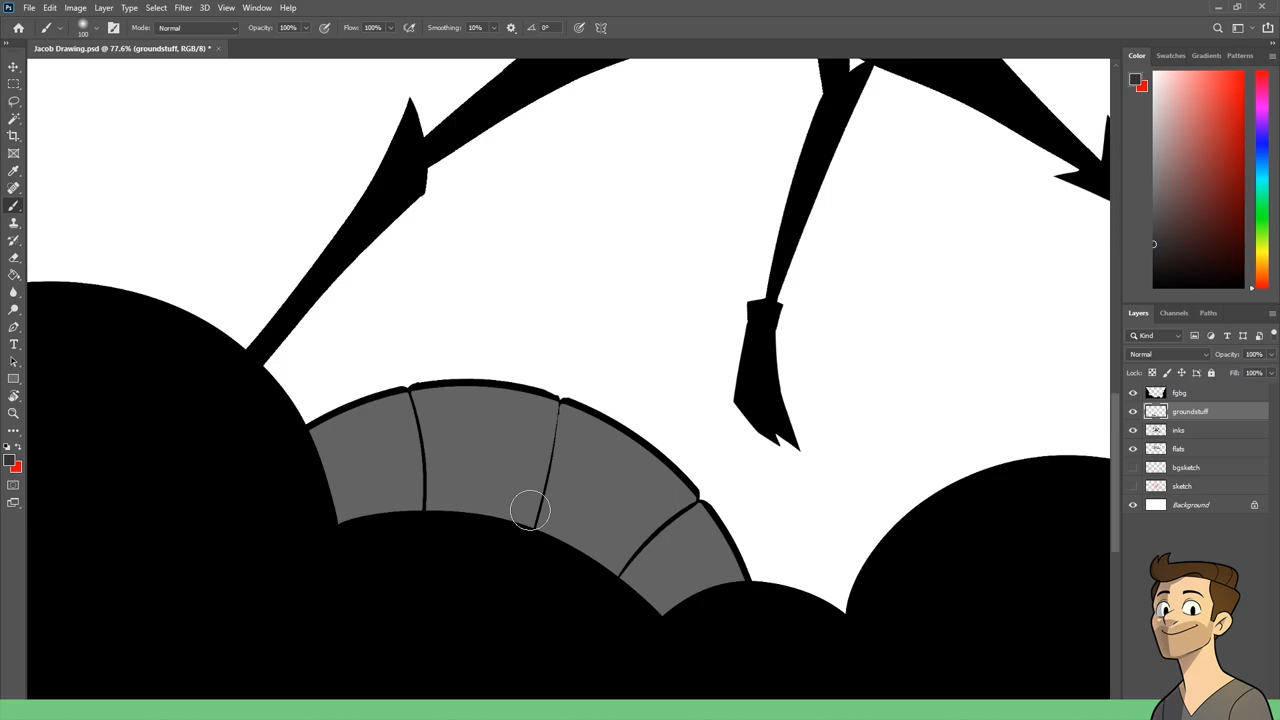 File Edit Image Layer Type Select Filter 3D View Window Help
100 Mode: Normal Opacity: 100% Flow: 100% Smoothing: 10% 0°
Jacob Drawing.psd @ 77.6% (groundstuff, RGB/8) *
Color Swatches Gradients Patterns
Layers Channels Paths
Kind
Normal Opacity: 100%
Lock: Fill: 100%
fgbg
groundstuff
inks
flats
bgsketch
sketch
Background